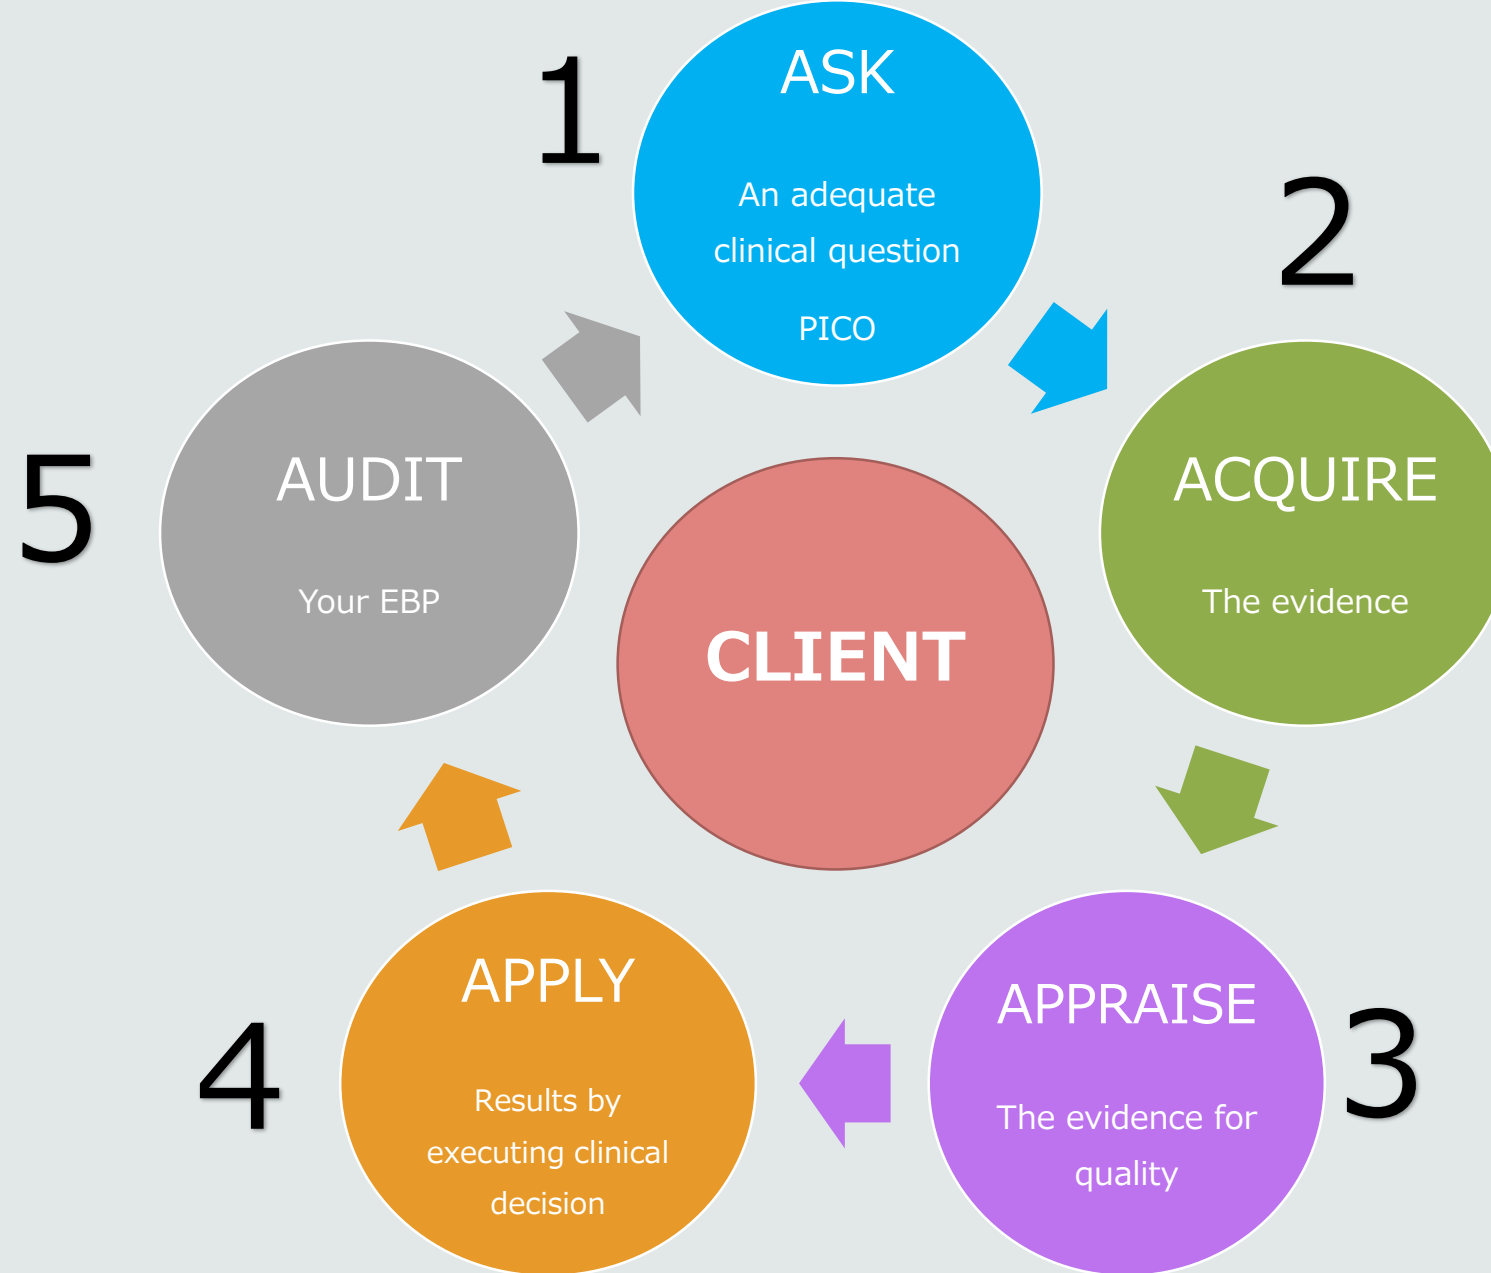 1
ASK
An adequate
clinical question
PICO
2
ACQUIRE
The evidence
3
APPRAISE
The evidence for
quality
4
APPLY
Results by
executing clinical
decision
5
AUDIT
Your EBP
CLIENT